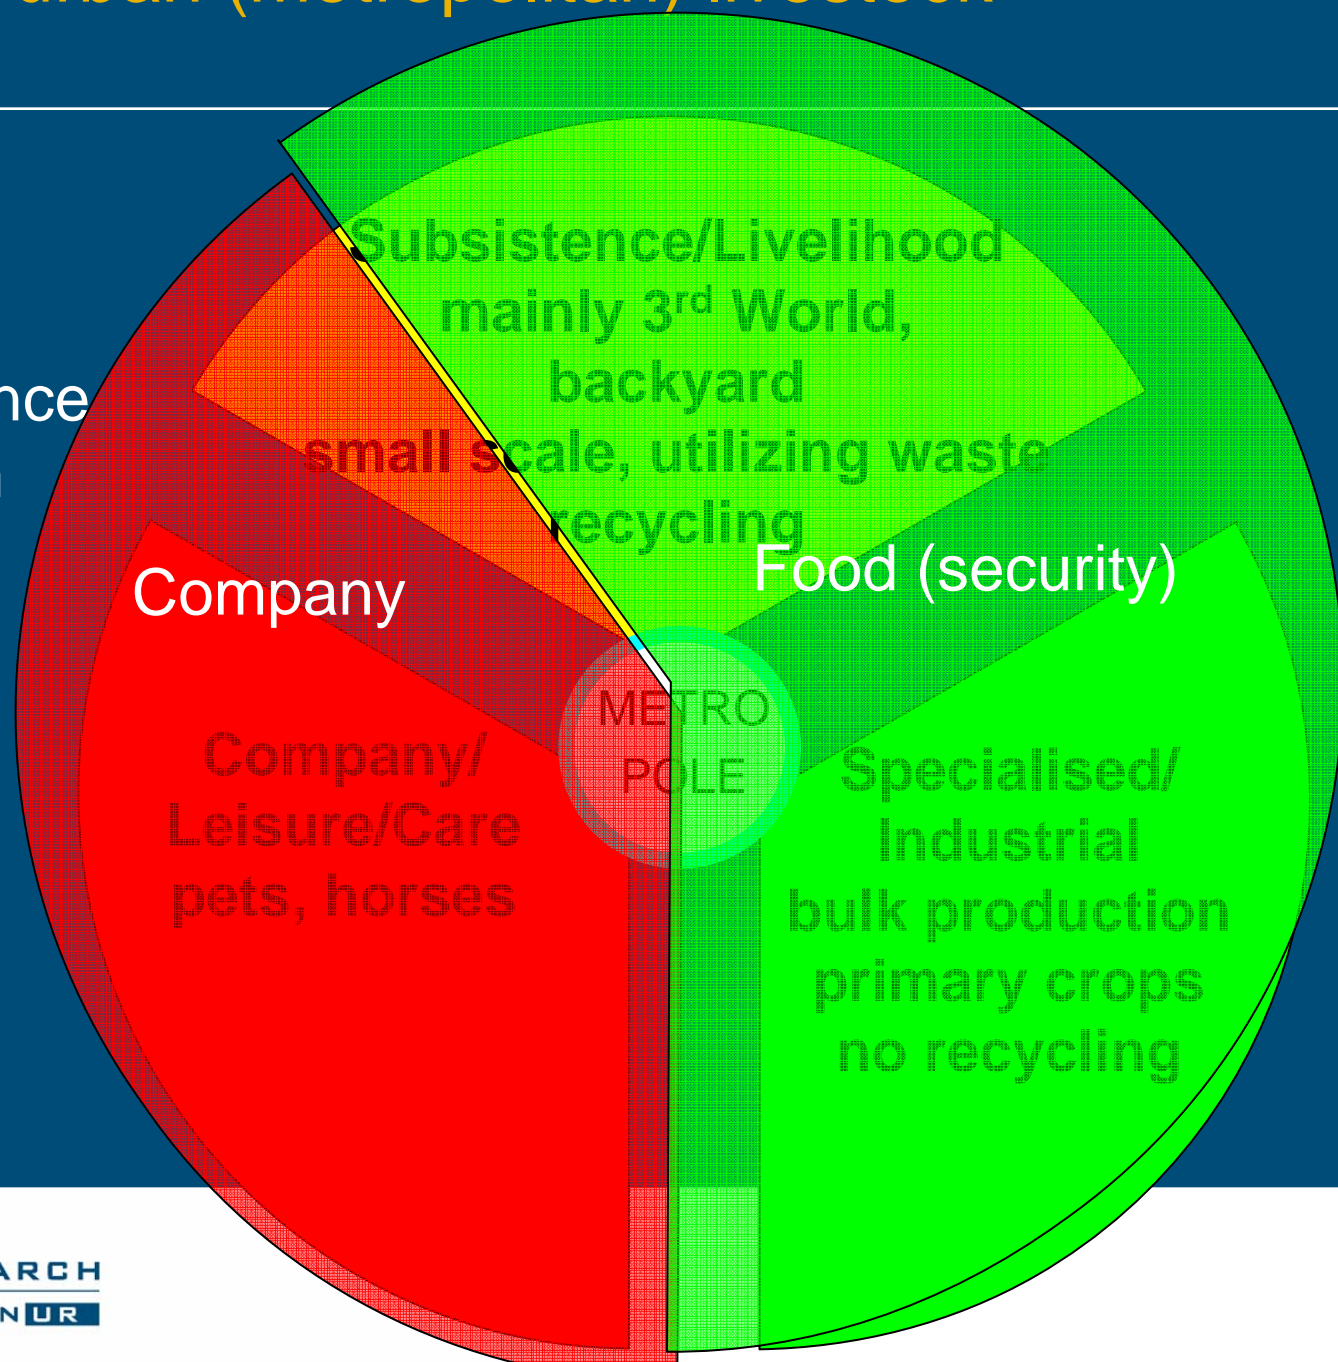 urban (metropolitan) livestock
Subsistence/Livelihood
mainly 3rd World,
backyard
small scale, utilizing waste
recycling
nce
Company
Food (security)
METRO
POLE
Company/
Leisure/Care
pets, horses
Specialised/
Industrial
bulk production
primary crops
no recycling
ARCH
NUR